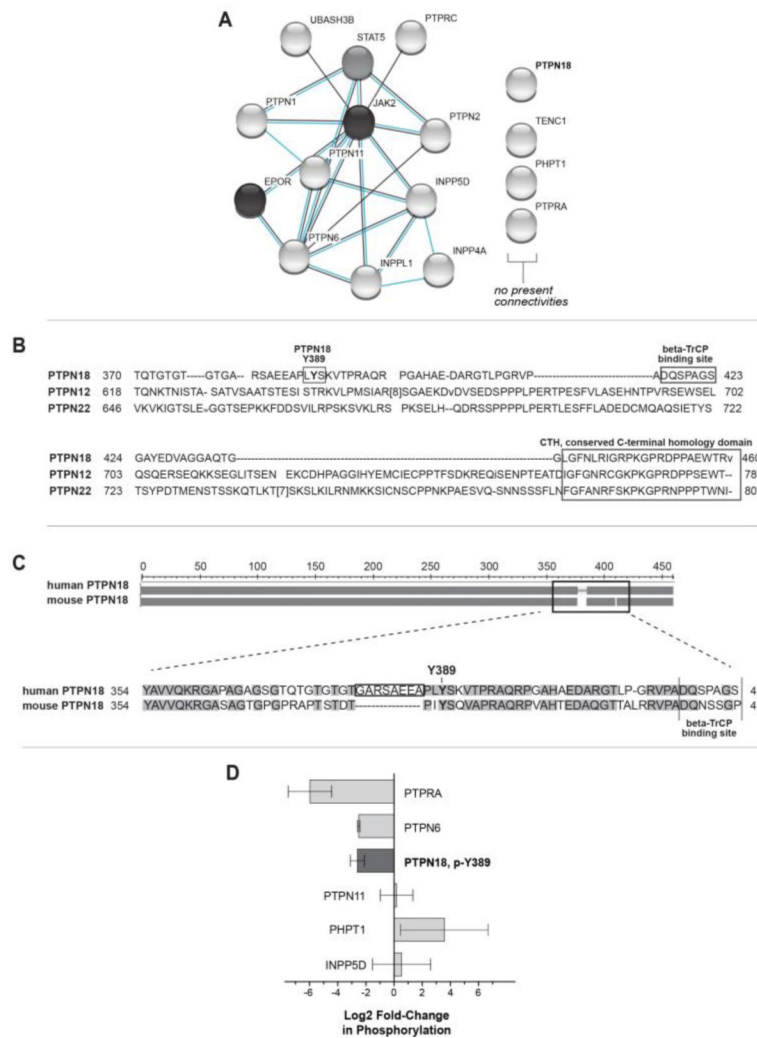 A
UBASH3B
PTPRC
STAT5
PTPN18
PTPN1
JAK2
PTPN2
TENC1
PTPN11
PHPT1
EPOR
INPP5D
PTPRA
PTPN6
INPP4A
INPPL1
no present
connectivities
B
PTPN18
Y389
beta-TrCP
binding site
PTPN18 370 TQTGTGT-----GTGA- RSAEEAPLYSKVTPRAQR PGAHAE-DARGTLPGRVP----------------------ADQSPAGS 423
PTPN12 618 TQNKTNISTA- SATVSAATSTESI STRKVLPMSIAR[8]SGAEKDvDVSEDSPPPLPERTPESFVLASEHNTPVRSEWSEL 702
PTPN22 646 VKVKIGTSLE GGTSEPKKFDDSVILRPSKSVKLRS PKSELH--QDRSSPPPPLPERTLESFFLADEDCMQAQSIETYS 722
CTH, conserved C-terminal homology domain
PTPN18 424 GAYEDVAGGAQTG------------------------------------------------------------GLGFNLRIGRPKGPRDPPAEWTRv 460
PTPN12 703 QSQERSEQKKSEGLITSEN EKCDHPAGGIHYEMCIECPPTFSDKREQiSENPTEATDIGFGNRCGKPKGPRDPPSEWT-- 78
PTPN22 723 TSYPDTMENSTSSKQTLKT[7]SKSLKILRNMKKSICNSCPPNKPAESVQ-SNNSSSFLNFGFANRFSKPKGPRNPPPTWNI- 80
C
0 50 100 150 200 250 300 350 400 450
human PTPN18
mouse PTPN18
Y389
human PTPN18 354 YAVVQKRGAPAGAGSGTQTGTGTGTGARSAEEAPLYSKVTPRAQRPGAHAEDARGTLP-GRVPADQSPAGS 4
mouse PTPN18 354 YAVVQKRGASAGTGPGPRAPTSTDT--------------PIYSQVAPRAQRPVAHTEDAQGTTALRRVPADQNSSGP 4
beta-TrCP
binding site
D
PTPRA
PTPN6
PTPN18, p-Y389
PTPN11
PHPT1
INPP5D
-6 -4 -2 0 2 4 6
Log2 Fold-Change
in Phosphorylation